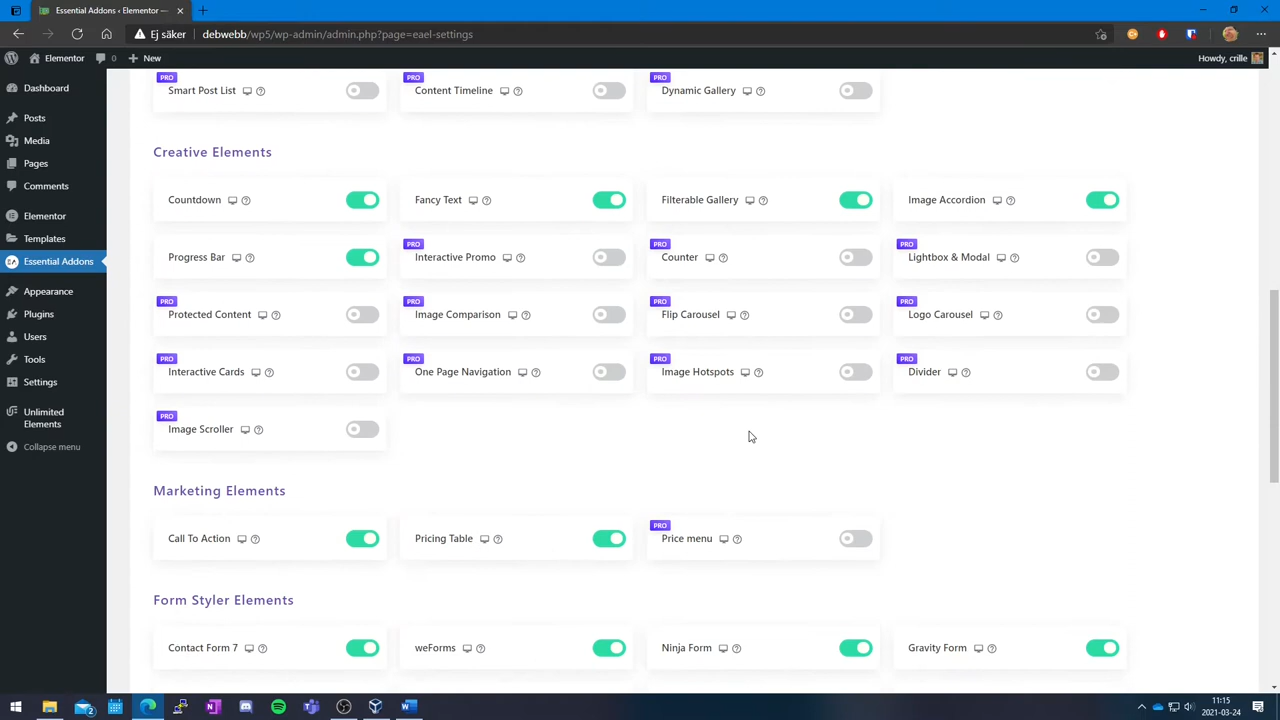 Essential Addons ‹ Elementor —
Ej säker
debwebb/wp5/wp-admin/admin.php?page=eael-settings
Elementor
0
New
Howdy, crille
Dashboard
Posts
Media
Pages
Comments
Elementor
Templates
Essential Addons
Appearance
Plugins
Users
Tools
Settings
Unlimited
Elements
Collapse menu
PRO
Smart Post List
PRO
Content Timeline
PRO
Dynamic Gallery
Creative Elements
Countdown
Fancy Text
Filterable Gallery
Image Accordion
Progress Bar
PRO
Interactive Promo
PRO
Counter
PRO
Lightbox & Modal
PRO
Protected Content
PRO
Image Comparison
PRO
Flip Carousel
PRO
Logo Carousel
PRO
Interactive Cards
PRO
One Page Navigation
PRO
Image Hotspots
PRO
Divider
PRO
Image Scroller
Marketing Elements
Call To Action
Pricing Table
PRO
Price menu
Form Styler Elements
Contact Form 7
weForms
Ninja Form
Gravity Form
11:15
2021-03-24